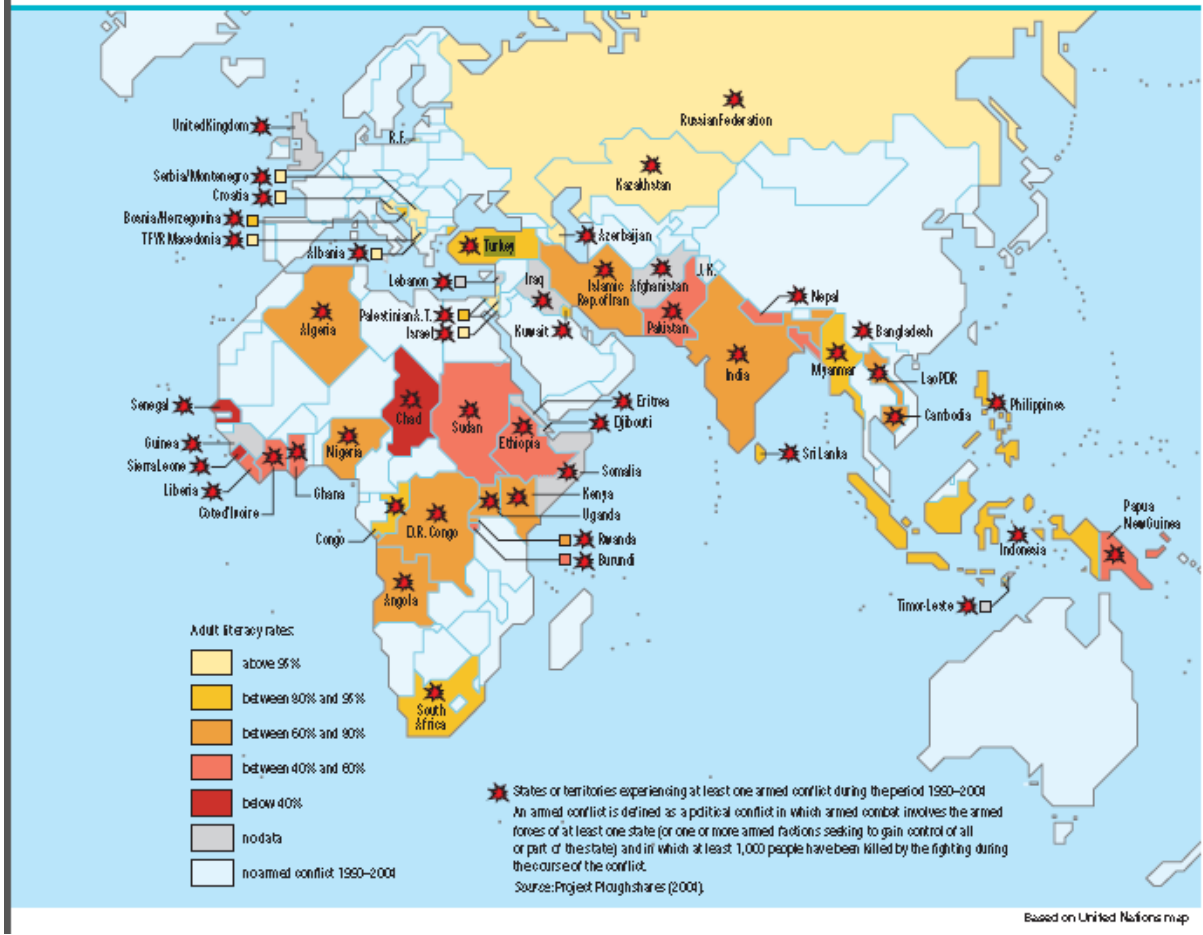 United Kingdom
R.F.
Russian Federation
Serbia/Montenegro
Croatia
Bosnia/Herzegovina
TFYR Macedonia
Albania
Kazakhstan
Azerbaijan
Turkey
Lebanon
Iraq
Islamic
Rep. of Iran
Afghanistan
J.K.
Palestinian A. T.
Israel
Kuwait
Pakistan
Nepal
Bangladesh
Algeria
India
Myanmar
Lao PDR
Cambodia
Philippines
Senegal
Chad
Sudan
Eritrea
Djibouti
Ethiopia
Guinea
Sierra Leone
Liberia
Cote d'Ivoire
Ghana
Nigeria
Somalia
Sri Lanka
Kenya
Uganda
Congo
D.R. Congo
Rwanda
Burundi
Angola
Papua
New Guinea
Indonesia
Timor-Leste
South
Africa
Adult literacy rates:
above 95%
between 80% and 95%
between 60% and 80%
between 40% and 60%
below 40%
no data
no armed conflict 1990–2004
States or territories experiencing at least one armed conflict during the period 1990–2004
An armed conflict is defined as a political conflict in which armed combat involves the armed
forces of at least one state (or one or more armed factions seeking to gain control of all
or part of the state) and in which at least 1,000 people have been killed by the fighting during
the course of the conflict.
Source: Project Ploughshares (2004).
Based on United Nations map